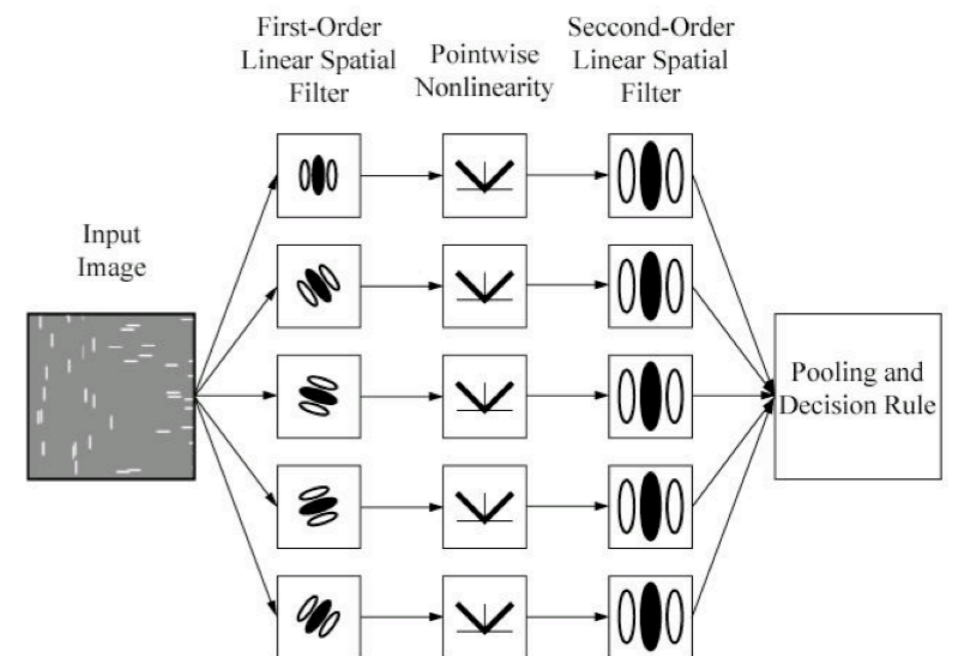 First-Order
Linear Spatial
Filter
Pointwise
Nonlinearity
Seccond-Order
Linear Spatial
Filter
Input
Image
Pooling and
Decision Rule